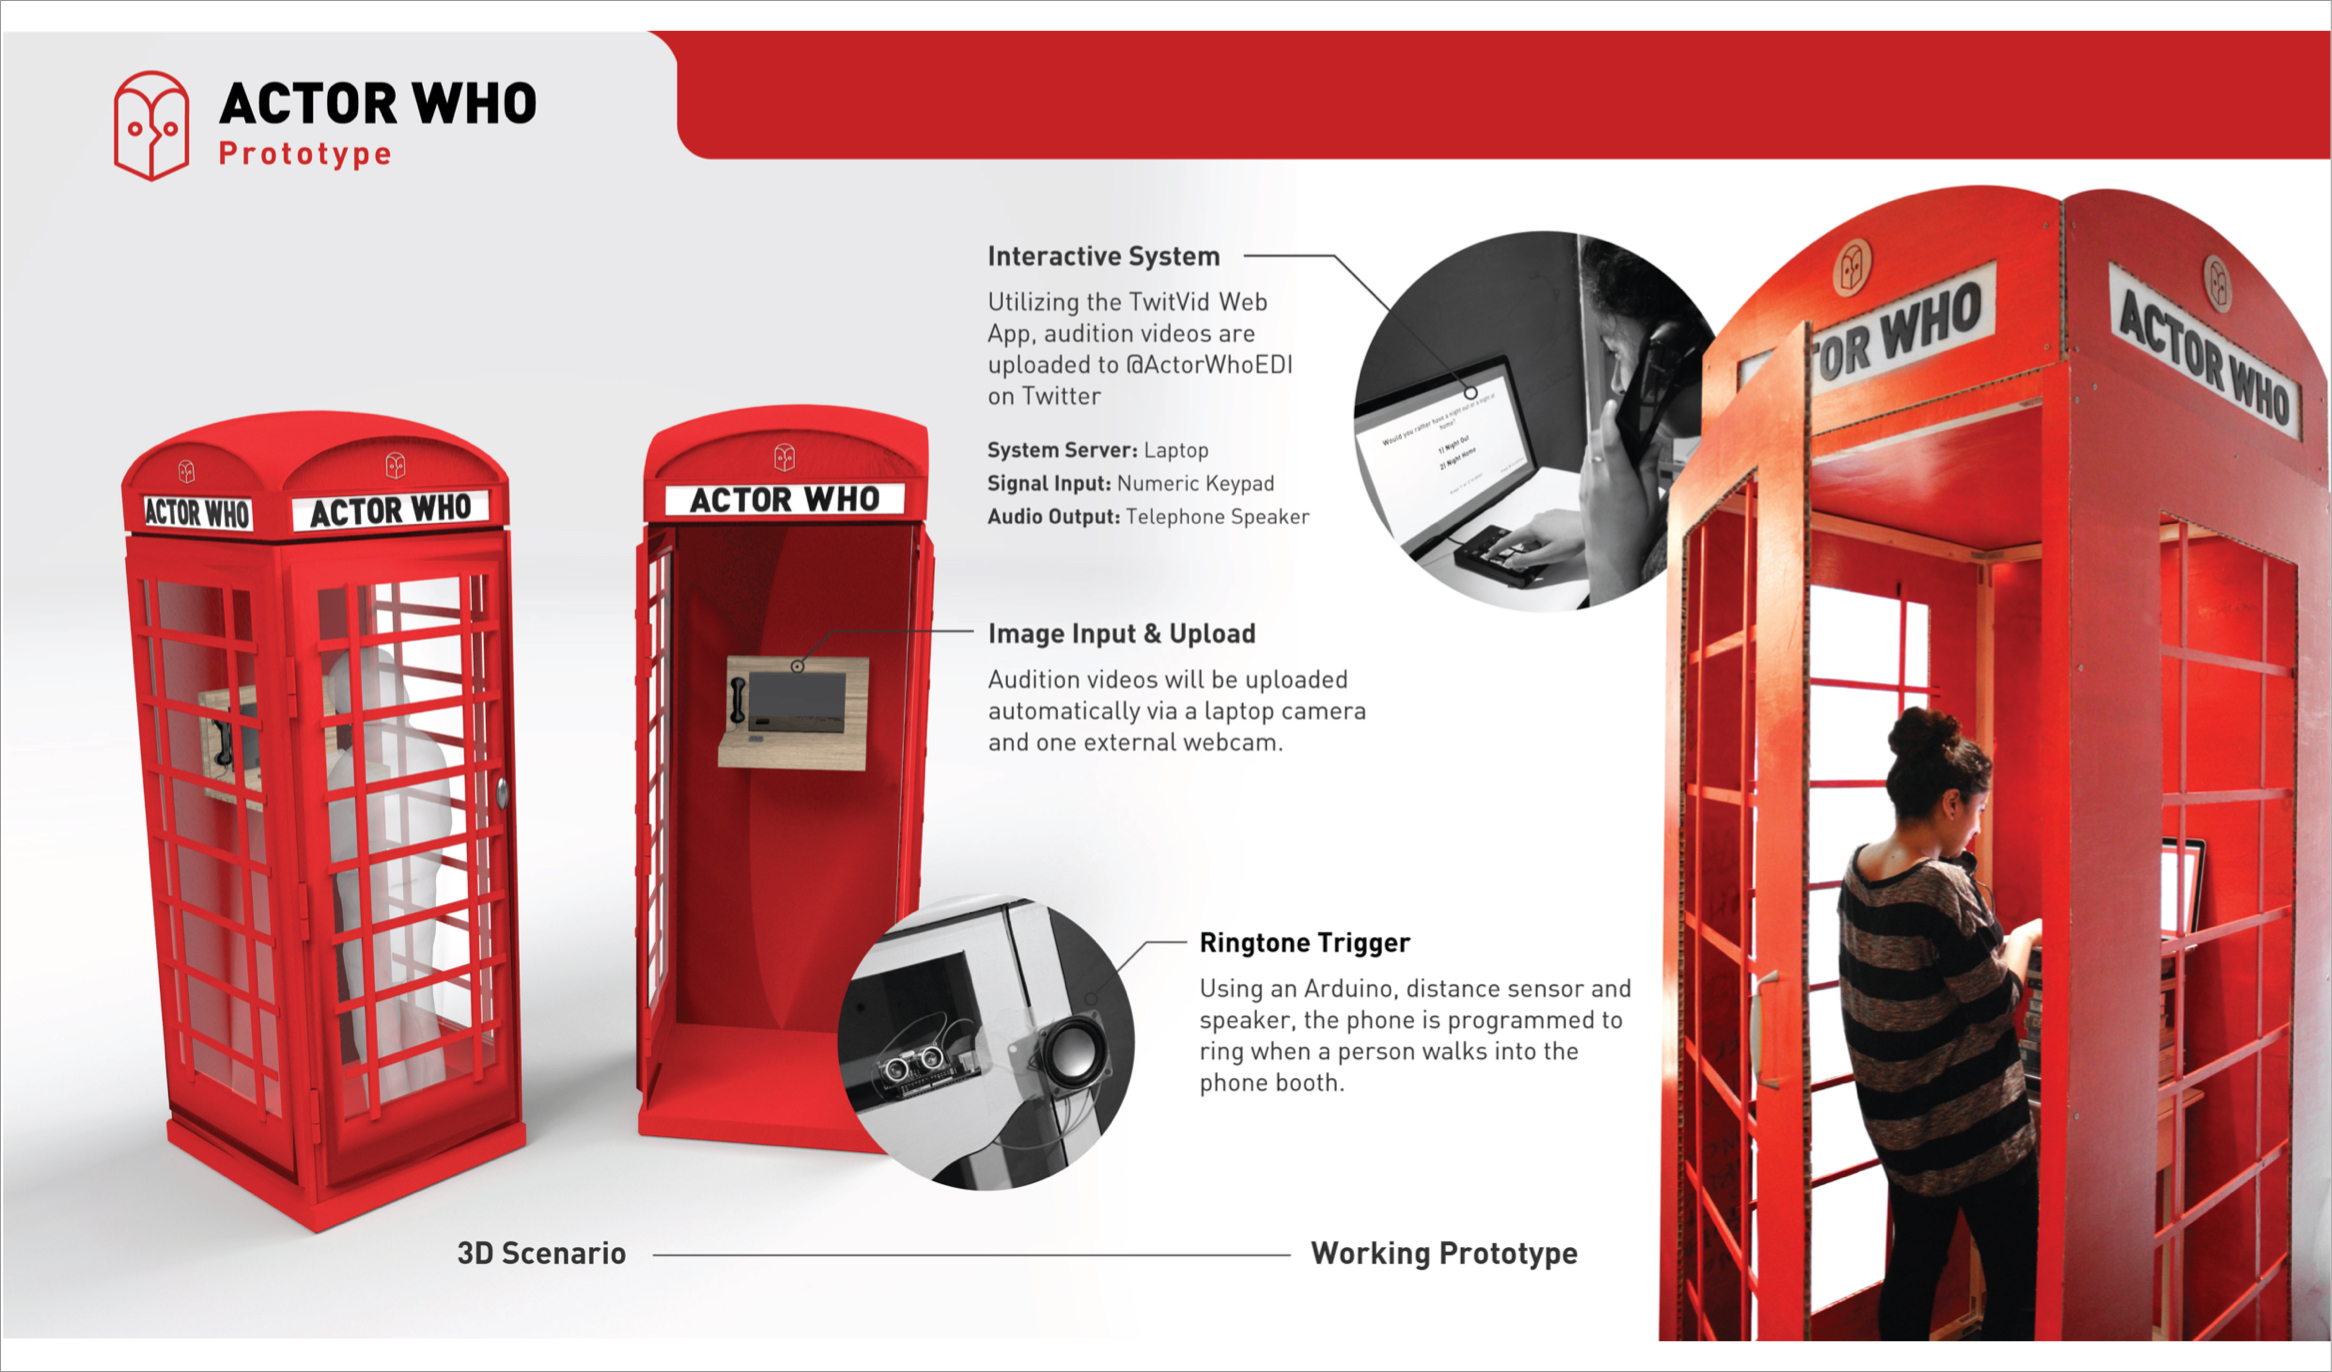 ACTOR WHO
Prototype
Interactive System
Utilizing the TwitVid Web
App, audition videos are
uploaded to @ActorWhoEDI
on Twitter
System Server: Laptop
Signal Input: Numeric Keypad
Audio Output: Telephone Speaker
Would you rather have a night out or a night at
home?
1) Night Out
2) Night Home
TOR WHO
ACTOR WHO
ACTOR WHO
ACTOR WHO
ACTOR WHO
Image Input & Upload
Audition videos will be uploaded
automatically via a laptop camera
and one external webcam.
Ringtone Trigger
Using an Arduino, distance sensor and
speaker, the phone is programmed to
ring when a person walks into the
phone booth.
3D Scenario
Working Prototype